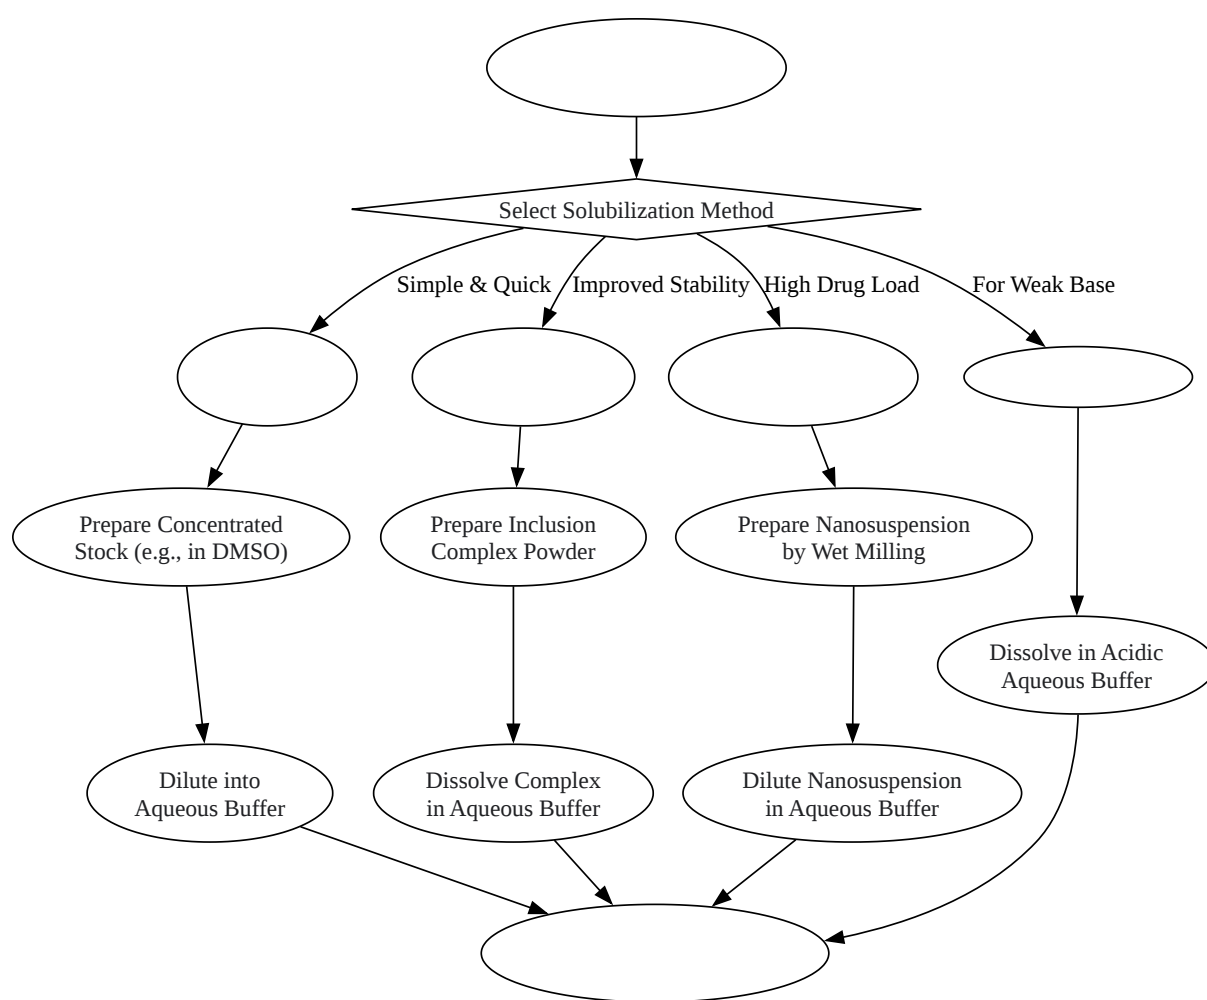 Select Solubilization Method
Simple & Quick
Improved Stability
High Drug Load
For Weak Base
Prepare Concentrated
Stock (e.g., in DMSO)
Prepare Inclusion
Complex Powder
Prepare Nanosuspension
by Wet Milling
Dissolve in Acidic
Aqueous Buffer
Dilute into
Aqueous Buffer
Dissolve Complex
in Aqueous Buffer
Dilute Nanosuspension
in Aqueous Buffer